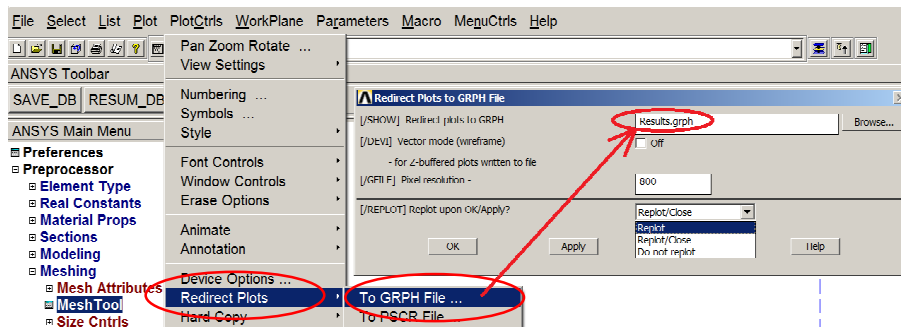 File Select List Plot PlotCtrls WorkPlane Parameters Macro MenuCtrls Help
ANSYS Toolbar
SAVE_DB RESUM_DB
ANSYS Main Menu
Preferences
Preprocessor
Element Type
Real Constants
Material Props
Sections
Modeling
Meshing
Mesh Attributes
MeshTool
Size Cntrls
Pan Zoom Rotate ...
View Settings
Numbering ...
Symbols ...
Style
Font Controls
Window Controls
Erase Options
Animate
Annotation
Device Options ...
Redirect Plots
Hard Copy
To GRPH File ...
To PSCR File ...
Redirect Plots to GRPH File
[/SHOW] Redirect plots to GRPH
Results.grph
Browse...
[/DEVI] Vector mode (wireframe)
Off
- for Z-buffered plots written to file
[/GFILE] Pixel resolution -
800
[/REPLOT] Replot upon OK/Apply?
Replot/Close
Replot
Replot/Close
Do not replot
OK Apply Help